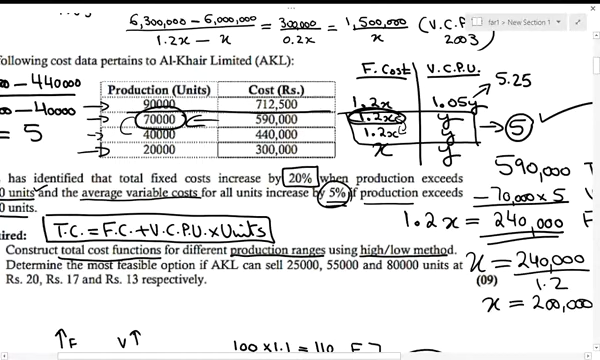 far1 > New Section 1
6,300,000 – 6,000,000 / 1.2x – x = 300,000 / 0.2x = 1,500,000 / x (V.C.P
2003)
following cost data pertains to Al-Khair Limited (AKL):
F. Cost V.C.P.U.
– 440000
Production (Units) Cost (Rs.)
5.25
– 40000
90000 712,500
1.2x 1.05y
= 5
70000 590,000
1.2x y
5
40000 440,000
1.2x y
20000 300,000
x y
590,000
has identified that total fixed costs increase by 20% when production exceeds
– 70,000 x 5
0 units and the average variable costs for all units increase by 5% if production exceeds
0 units.
1.2x = 240,000 F
T.C. = F.C. + V.C.P.U. x Units
uired:
Construct total cost functions for different production ranges using high/low method.
x = 240,000 / 1.2
Determine the most feasible option if AKL can sell 25000, 55000 and 80000 units at
Rs. 20, Rs. 17 and Rs. 13 respectively.
(09)
x = 200,000
↑F V↑
100 x 1.1 = 110